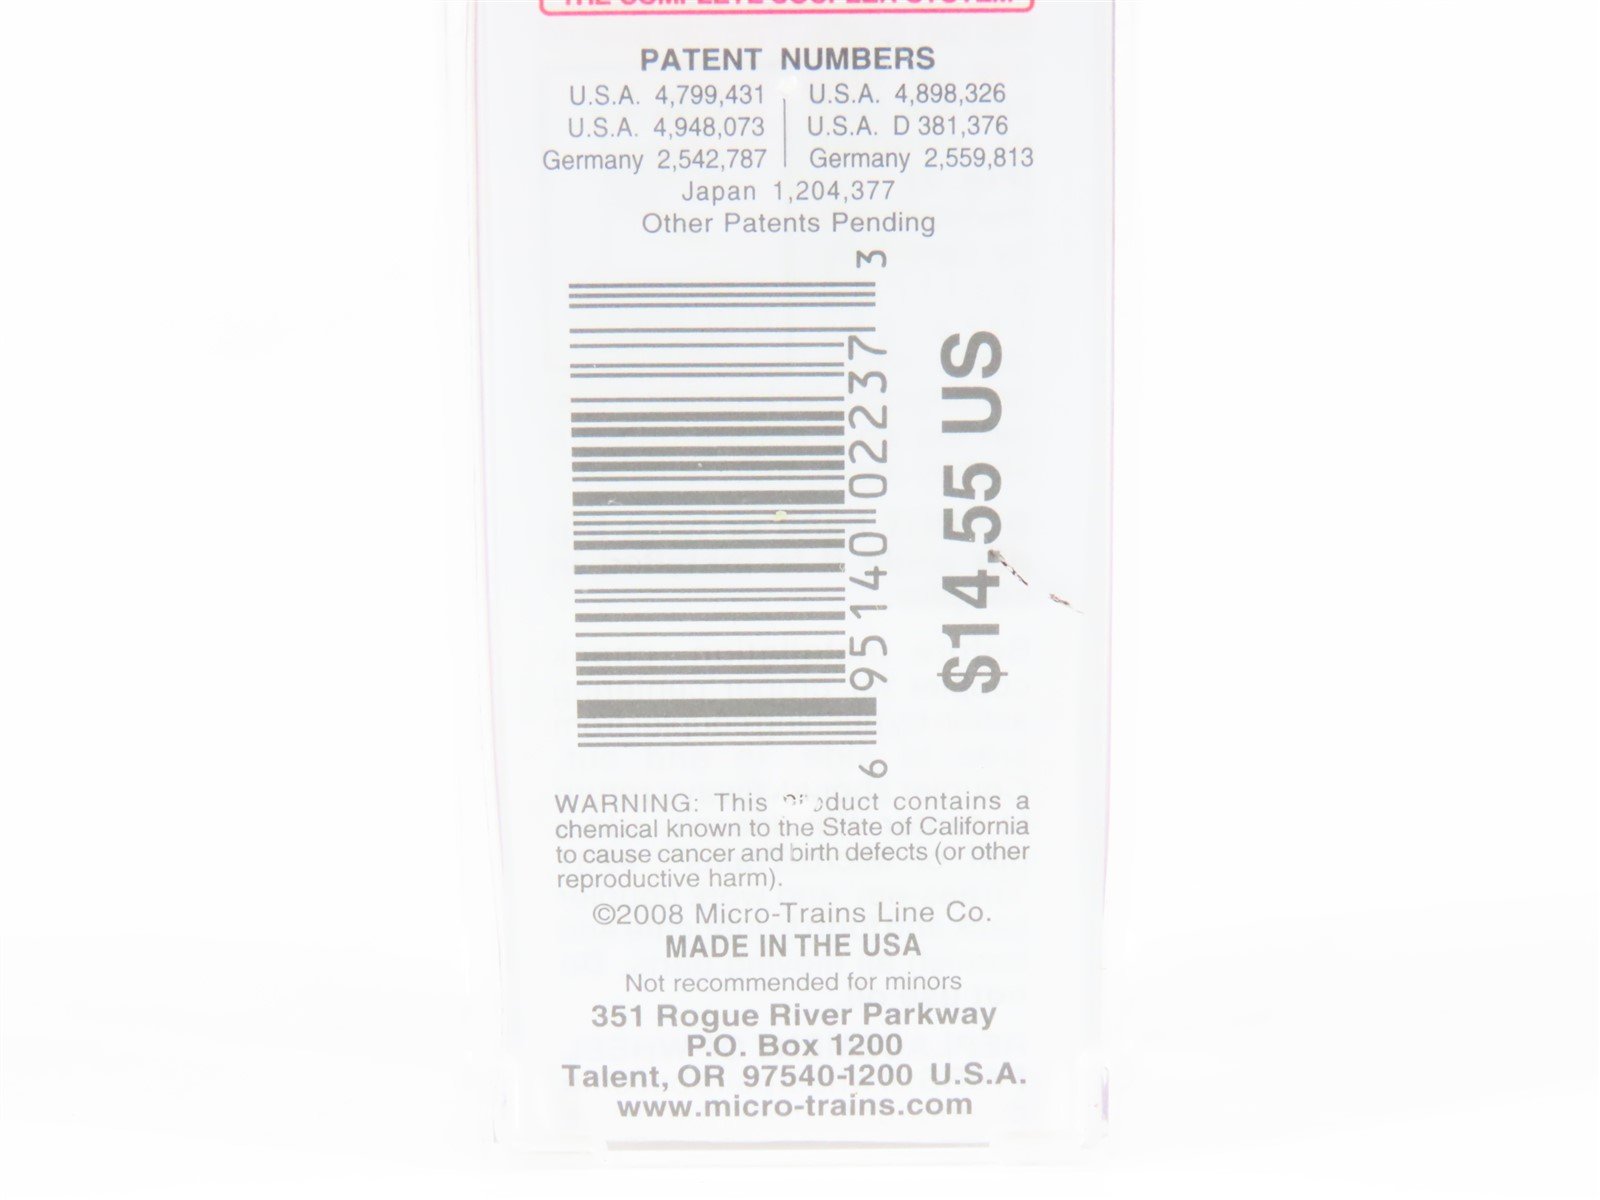 THE COMPLETE COUPLER SYSTEM
PATENT NUMBERS
U.S.A. 4,799,431 U.S.A. 4,898,326
U.S.A. 4,948,073 U.S.A. D 381,376
Germany 2,542,787 Germany 2,559,813
Japan 1,204,377
Other Patents Pending
6 95140 02237 3
$14.55 US
WARNING: This product contains a
chemical known to the State of California
to cause cancer and birth defects (or other
reproductive harm).
©2008 Micro-Trains Line Co.
MADE IN THE USA
Not recommended for minors
351 Rogue River Parkway
P.O. Box 1200
Talent, OR 97540-1200 U.S.A.
www.micro-trains.com